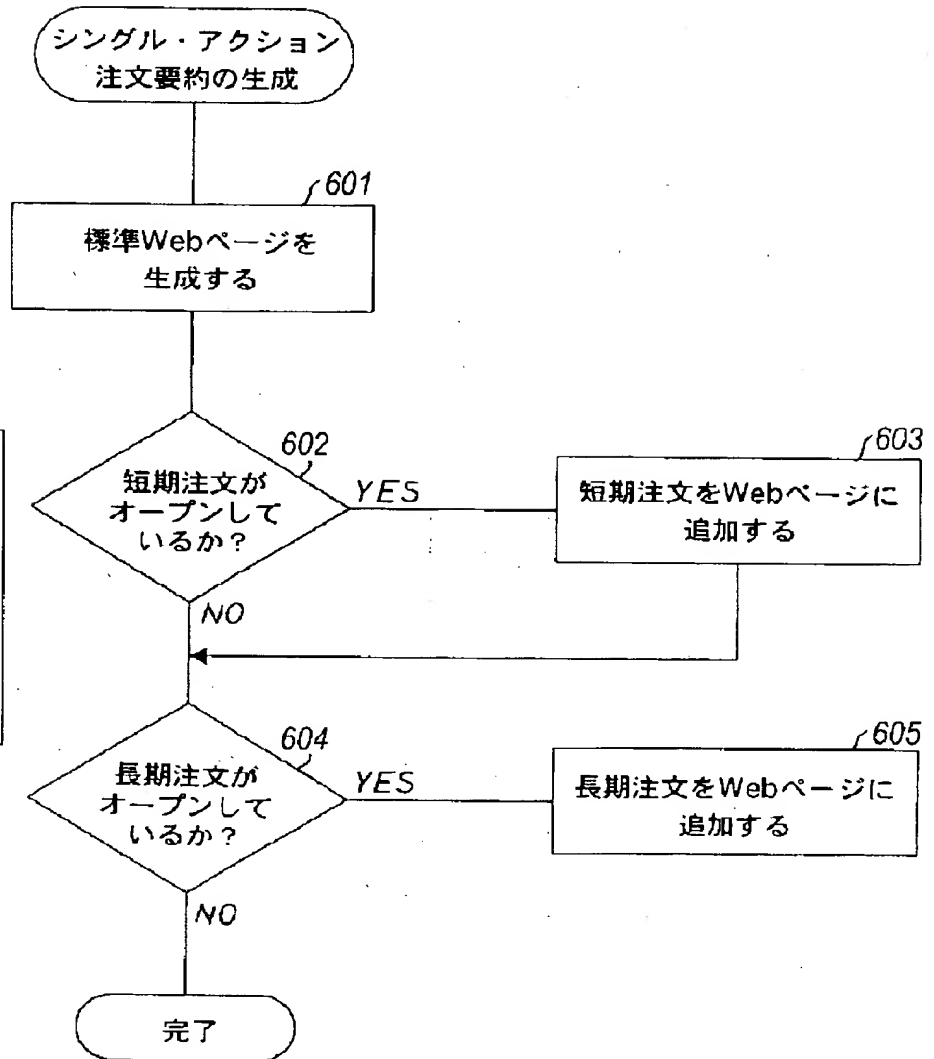 シングル・アクション
注文要約の生成
601
標準Webページを
生成する
602
短期注文が
オープンして
いるか?
YES
603
短期注文をWebページに
追加する
NO
604
長期注文が
オープンして
いるか?
YES
605
長期注文をWebページに
追加する
NO
完了